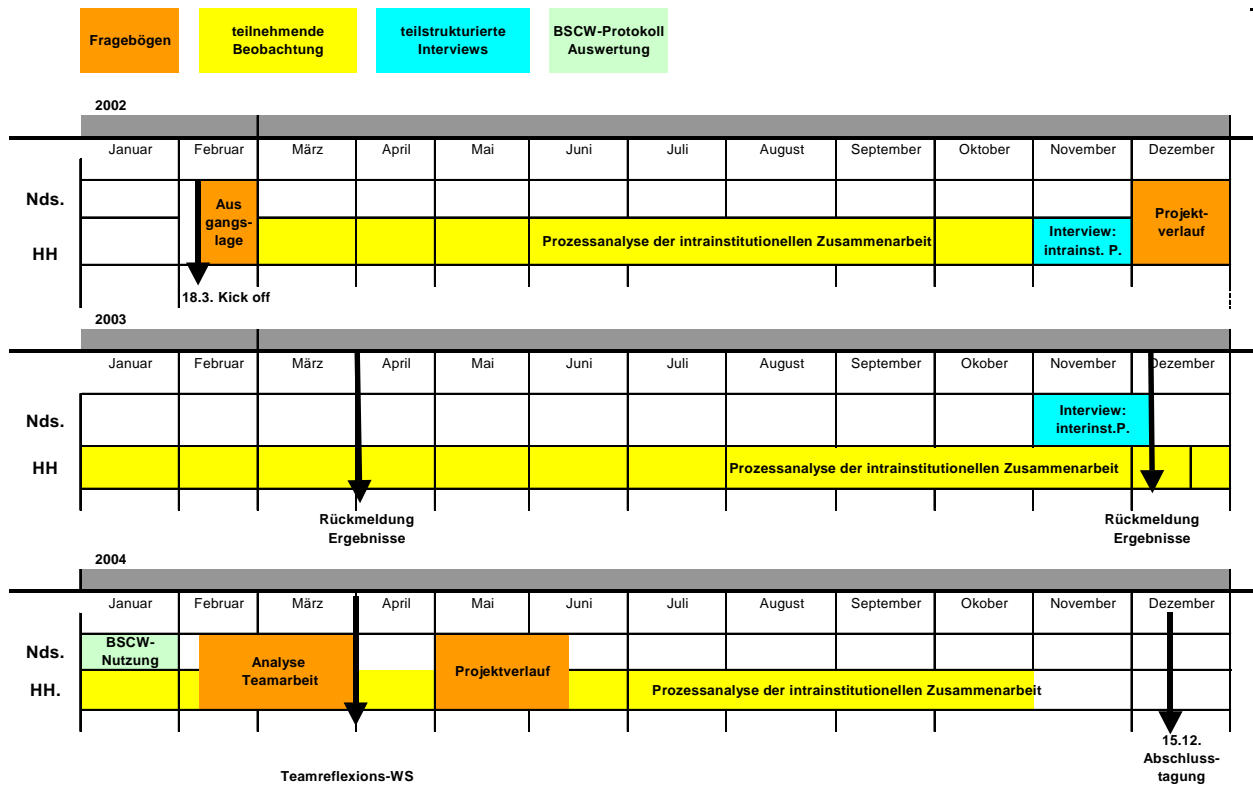 Fragebögen
teilnehmende
Beobachtung
teilstrukturierte
Interviews
BSCW-Protokoll
Auswertung
2002
Januar Februar März April Mai Juni Juli August September Oktober November Dezember
Nds.
HH
Aus
gangs-
lage
Prozessanalyse der intrainstitutionellen Zusammenarbeit
Interview:
intrainst. P.
Projekt-
verlauf
18.3. Kick off
2003
Januar Februar März April Mai Juni Juli August September Okober November Dezember
Nds.
HH
Interview:
interinst.P.
Prozessanalyse der intrainstitutionellen Zusammenarbeit
Rückmeldung
Ergebnisse
Rückmeldung
Ergebnisse
2004
Januar Februar März April Mai Juni Juli August September Okober November Dezember
Nds.
HH.
BSCW-
Nutzung
Analyse
Teamarbeit
Projektverlauf
Prozessanalyse der intrainstitutionellen Zusammenarbeit
Teamreflexions-WS
15.12.
Abschluss-
tagung